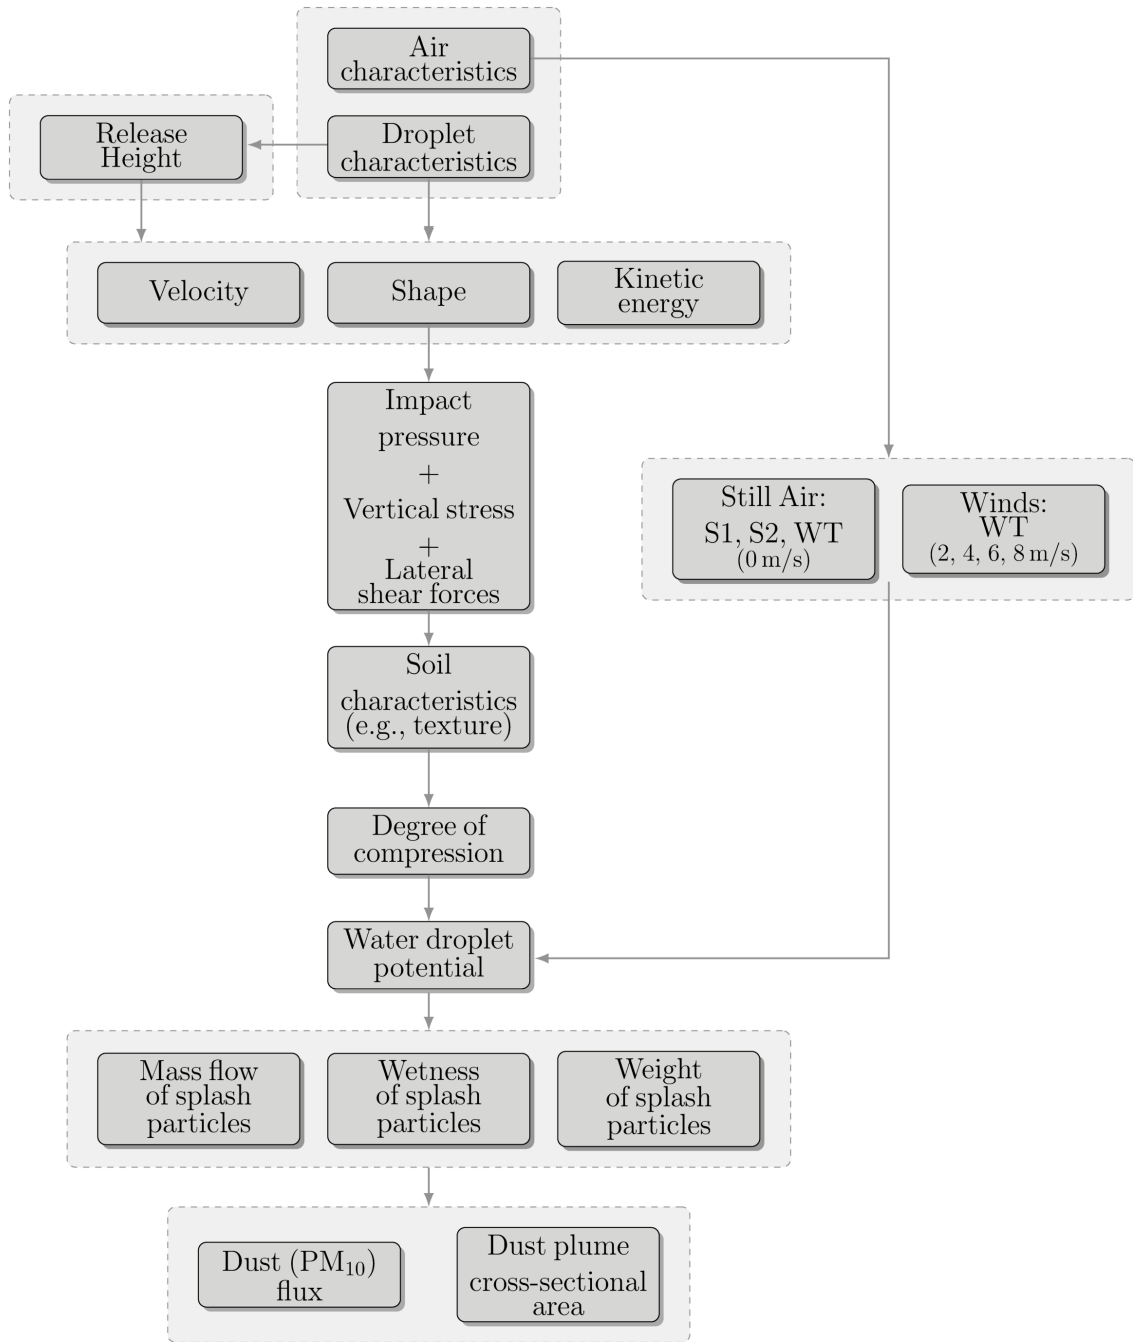 Air
characteristics
Release
Height
Droplet
characteristics
Velocity
Shape
Kinetic
energy
Impact
pressure
+
Vertical stress
+
Lateral
shear forces
Still Air:
S1, S2, WT
(0 m/s)
Winds:
WT
(2, 4, 6, 8 m/s)
Soil
characteristics
(e.g., texture)
Degree of
compression
Water droplet
potential
Mass flow
of splash
particles
Wetness
of splash
particles
Weight
of splash
particles
Dust (PM₁₀)
flux
Dust plume
cross-sectional
area